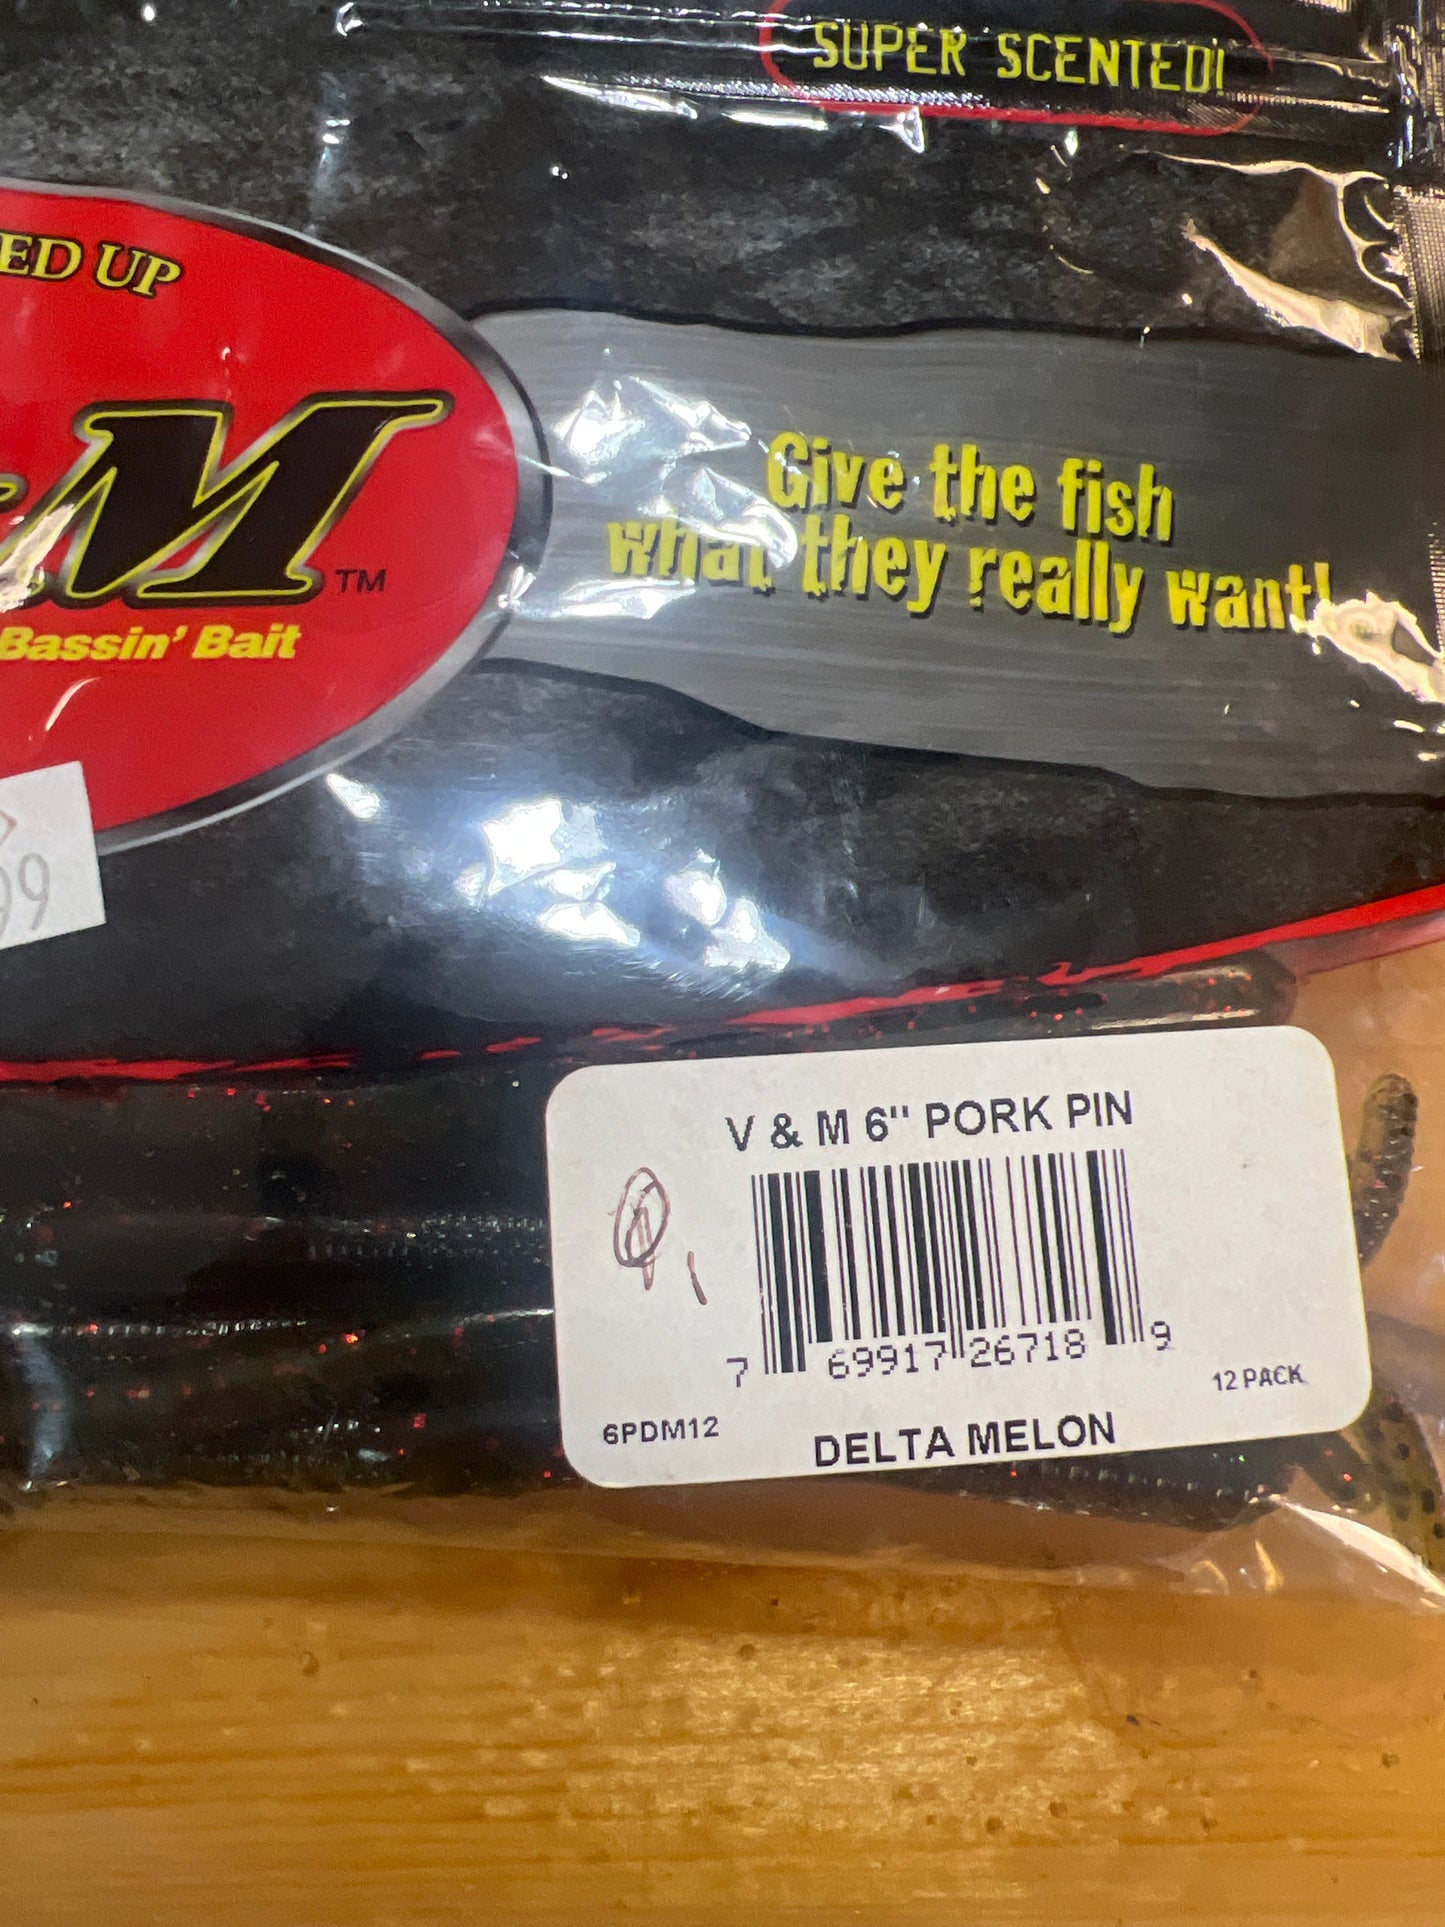 SUPER SCENTED!
ED UP
M
TM
Bassin' Bait
Give the fish
what they really want!
99
V & M 6" PORK PIN
7 69917 26718 9
12 PACK
6PDM12
DELTA MELON